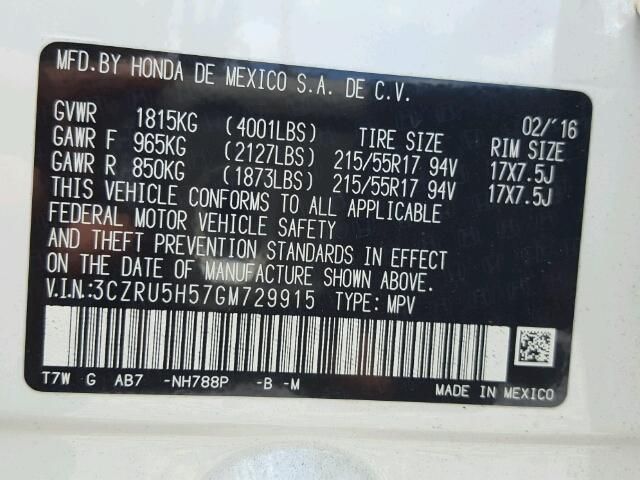 MFD.BY HONDA DE MEXICO S.A. DE C.V.
GVWR 1815KG (4001LBS) TIRE SIZE 02/'16 RIM SIZE
GAWR F 965KG (2127LBS) 215/55R17 94V 17X7.5J
GAWR R 850KG (1873LBS) 215/55R17 94V 17X7.5J
THIS VEHICLE CONFORMS TO ALL APPLICABLE
FEDERAL MOTOR VEHICLE SAFETY
AND THEFT PREVENTION STANDARDS IN EFFECT
ON THE DATE OF MANUFACTURE SHOWN ABOVE.
V.I.N:3CZRU5H57GM729915 TYPE: MPV
T7W G AB7 -NH788P -B -M
MADE IN MEXICO